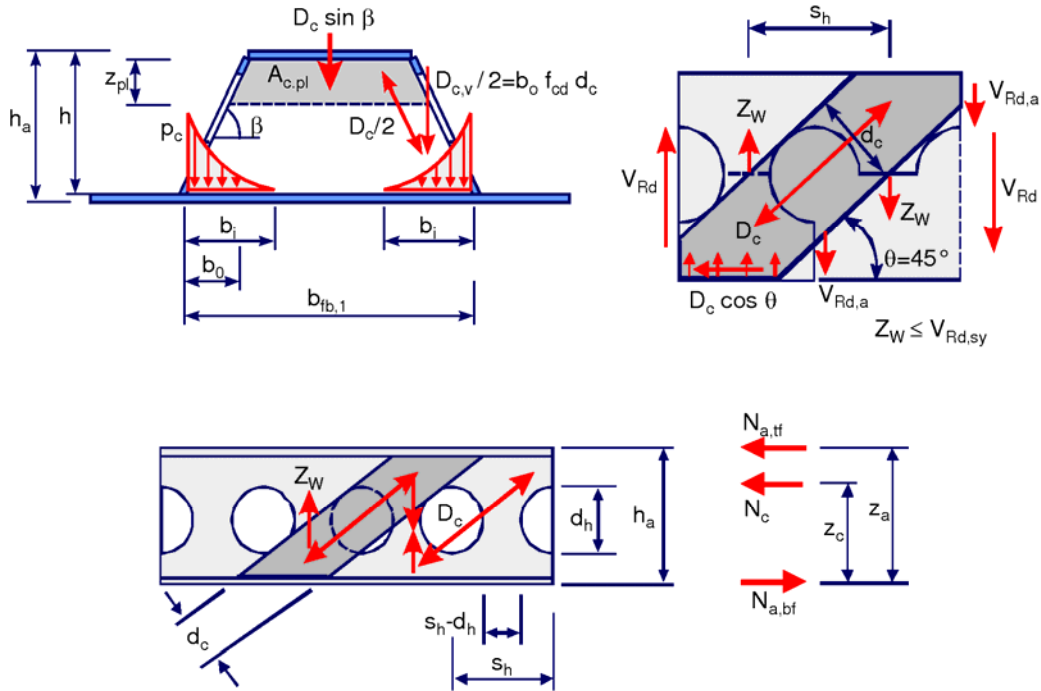 D_c sin β
z_pl
A_c.pl
D_c,v / 2=b_o f_cd d_c
h_a
h
p_c
β
D_c/2
b_i
b_i
b_0
b_fb,1
s_h
V_Rd,a
Z_W
d_c
V_Rd
V_Rd
Z_W
D_c
θ=45°
D_c cos θ
V_Rd,a
Z_W ≤ V_Rd,sy
Z_W
D_c
d_h
h_a
N_a,tf
N_c
z_c
z_a
N_a,bf
s_h-d_h
d_c
s_h